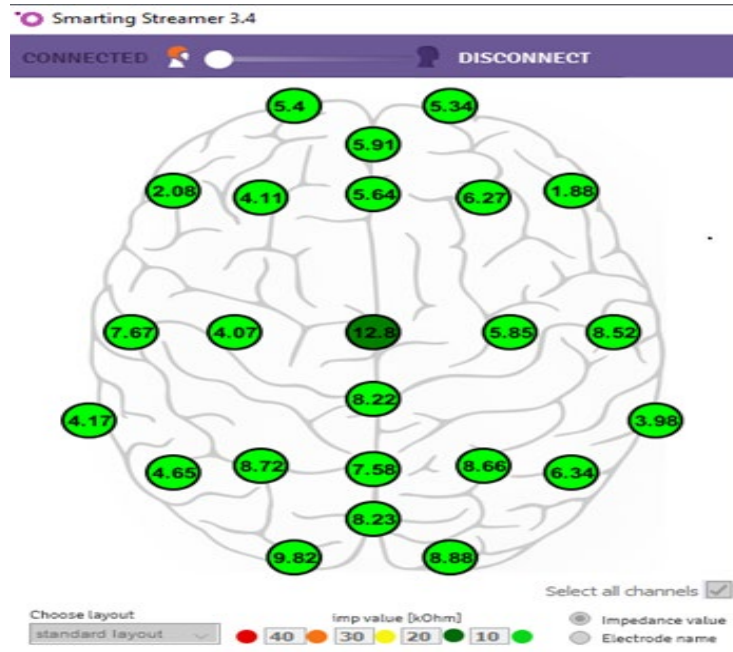 Smarting Streamer 3.4
CONNECTED DISCONNECT
5.4 5.34
5.91
2.08 4.11 5.64 6.27 1.88
7.67 4.07 12.8 5.85 8.52
8.22
4.17 3.98
4.65 8.72 7.58 8.66 6.34
8.23
9.82 8.88
Select all channels
Choose layout imp value [kOhm] Impedance value
standard layout 40 30 20 10 Electrode name